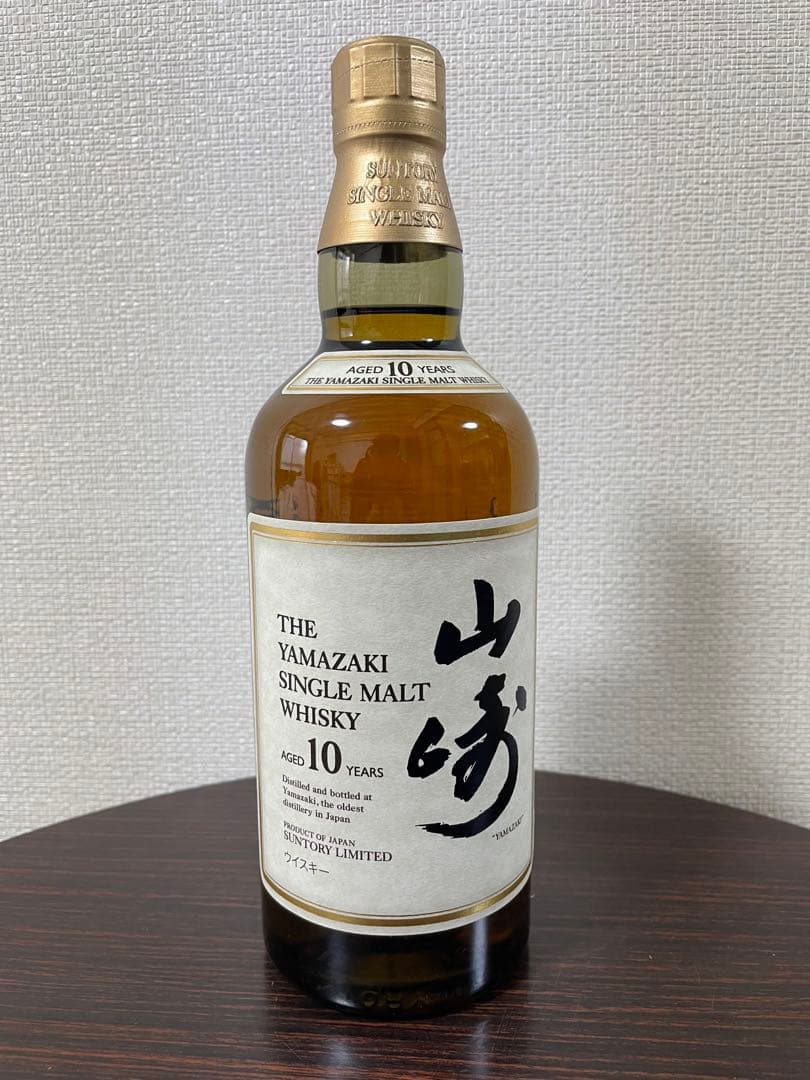 SUNTORY
SINGLE MALT
WHISKY
AGED 10 YEARS
THE YAMAZAKI SINGLE MALT WHISKY
THE
YAMAZAKI
SINGLE MALT
WHISKY
AGED 10 YEARS
Distilled and bottled at
Yamazaki, the oldest
distillery in Japan
PRODUCT OF JAPAN
SUNTORY LIMITED
ウイスキー
山崎
"YAMAZAKI"